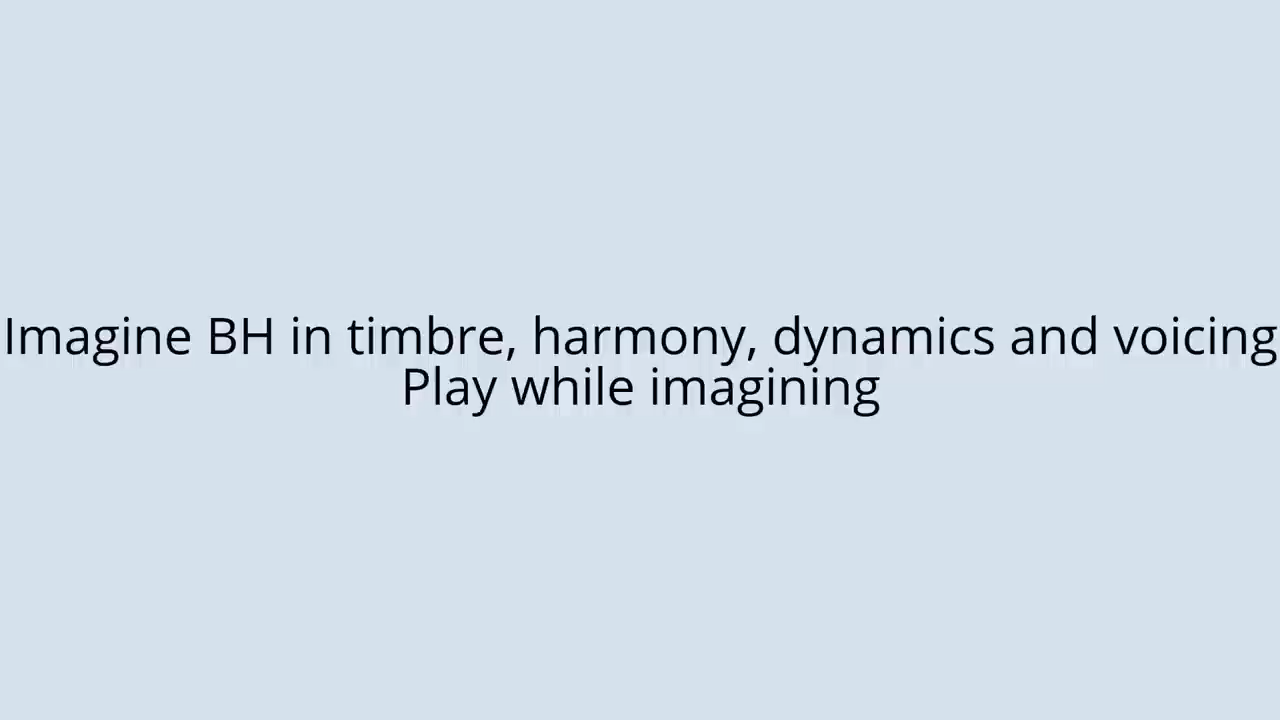 Imagine BH in timbre, harmony, dynamics and voicing
Play while imagining